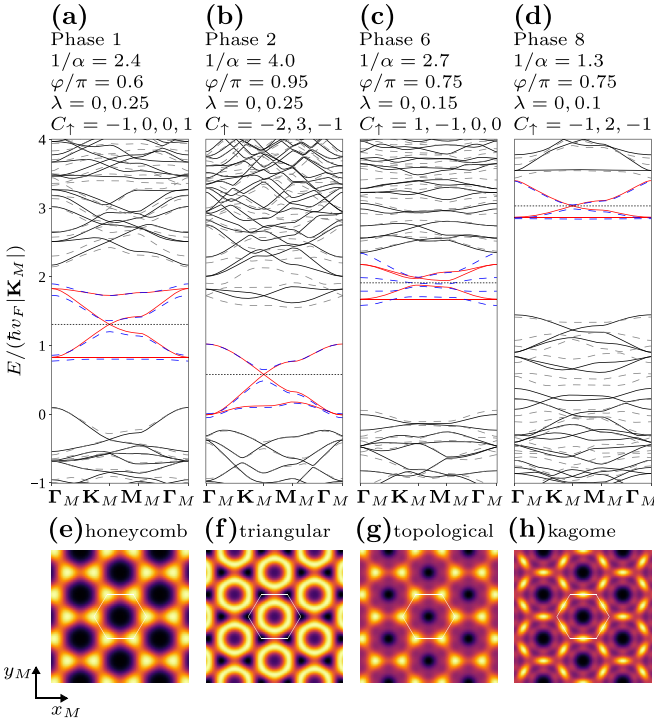 (a) (b) (c) (d)
Phase 1 Phase 2 Phase 6 Phase 8
1/α = 2.4 1/α = 4.0 1/α = 2.7 1/α = 1.3
φ/π = 0.6 φ/π = 0.95 φ/π = 0.75 φ/π = 0.75
λ = 0, 0.25 λ = 0, 0.25 λ = 0, 0.15 λ = 0, 0.1
C↑ = −1, 0, 0, 1 C↑ = −2, 3, −1 C↑ = 1, −1, 0, 0 C↑ = −1, 2, −1
4
3
2
1
0
−1
E/(ℏv_F|K_M|)
Γ_M K_M M_M Γ_M Γ_M K_M M_M Γ_M Γ_M K_M M_M Γ_M Γ_M K_M M_M Γ_M
(e) honeycomb (f) triangular (g) topological (h) kagome
y_M
x_M